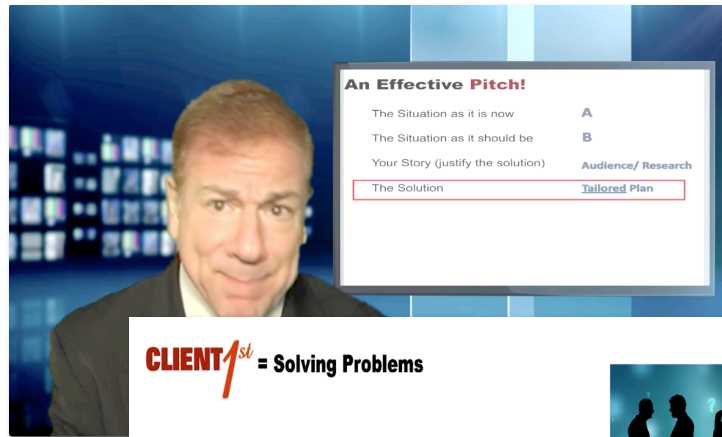 An Effective Pitch!
The Situation as it is now A
The Situation as it should be B
Your Story (justify the solution) Audience/ Research
The Solution Tailored Plan
CLIENT 1st = Solving Problems
?